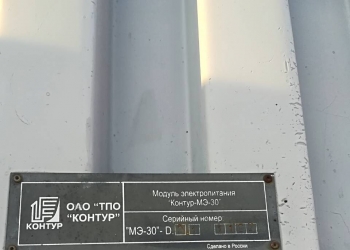 КОНТУР
ОАО "ТПО
"КОНТУР"
Модуль электропитания
"Контур-МЭ-30"
Серийный номер:
"МЭ-30"- D.
Сделано в России